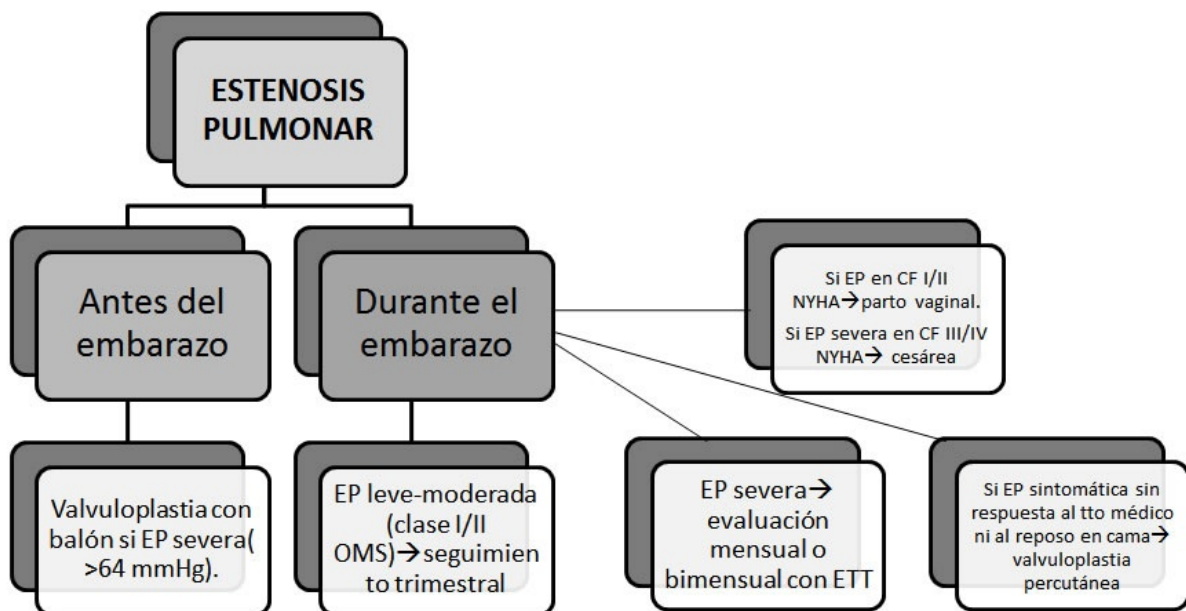 ESTENOSIS
PULMONAR
Antes del
embarazo
Durante el
embarazo
Si EP en CF I/II
NYHA→parto vaginal.
Si EP severa en CF III/IV
NYHA→ cesárea
Valvuloplastia con
balón si EP severa(
>64 mmHg).
EP leve-moderada
(clase I/II
OMS)→seguimien
to trimestral
EP severa→
evaluación
mensual o
bimensual con ETT
Si EP sintomática sin
respuesta al tto médico
ni al reposo en cama→
valvuloplastia
percutánea